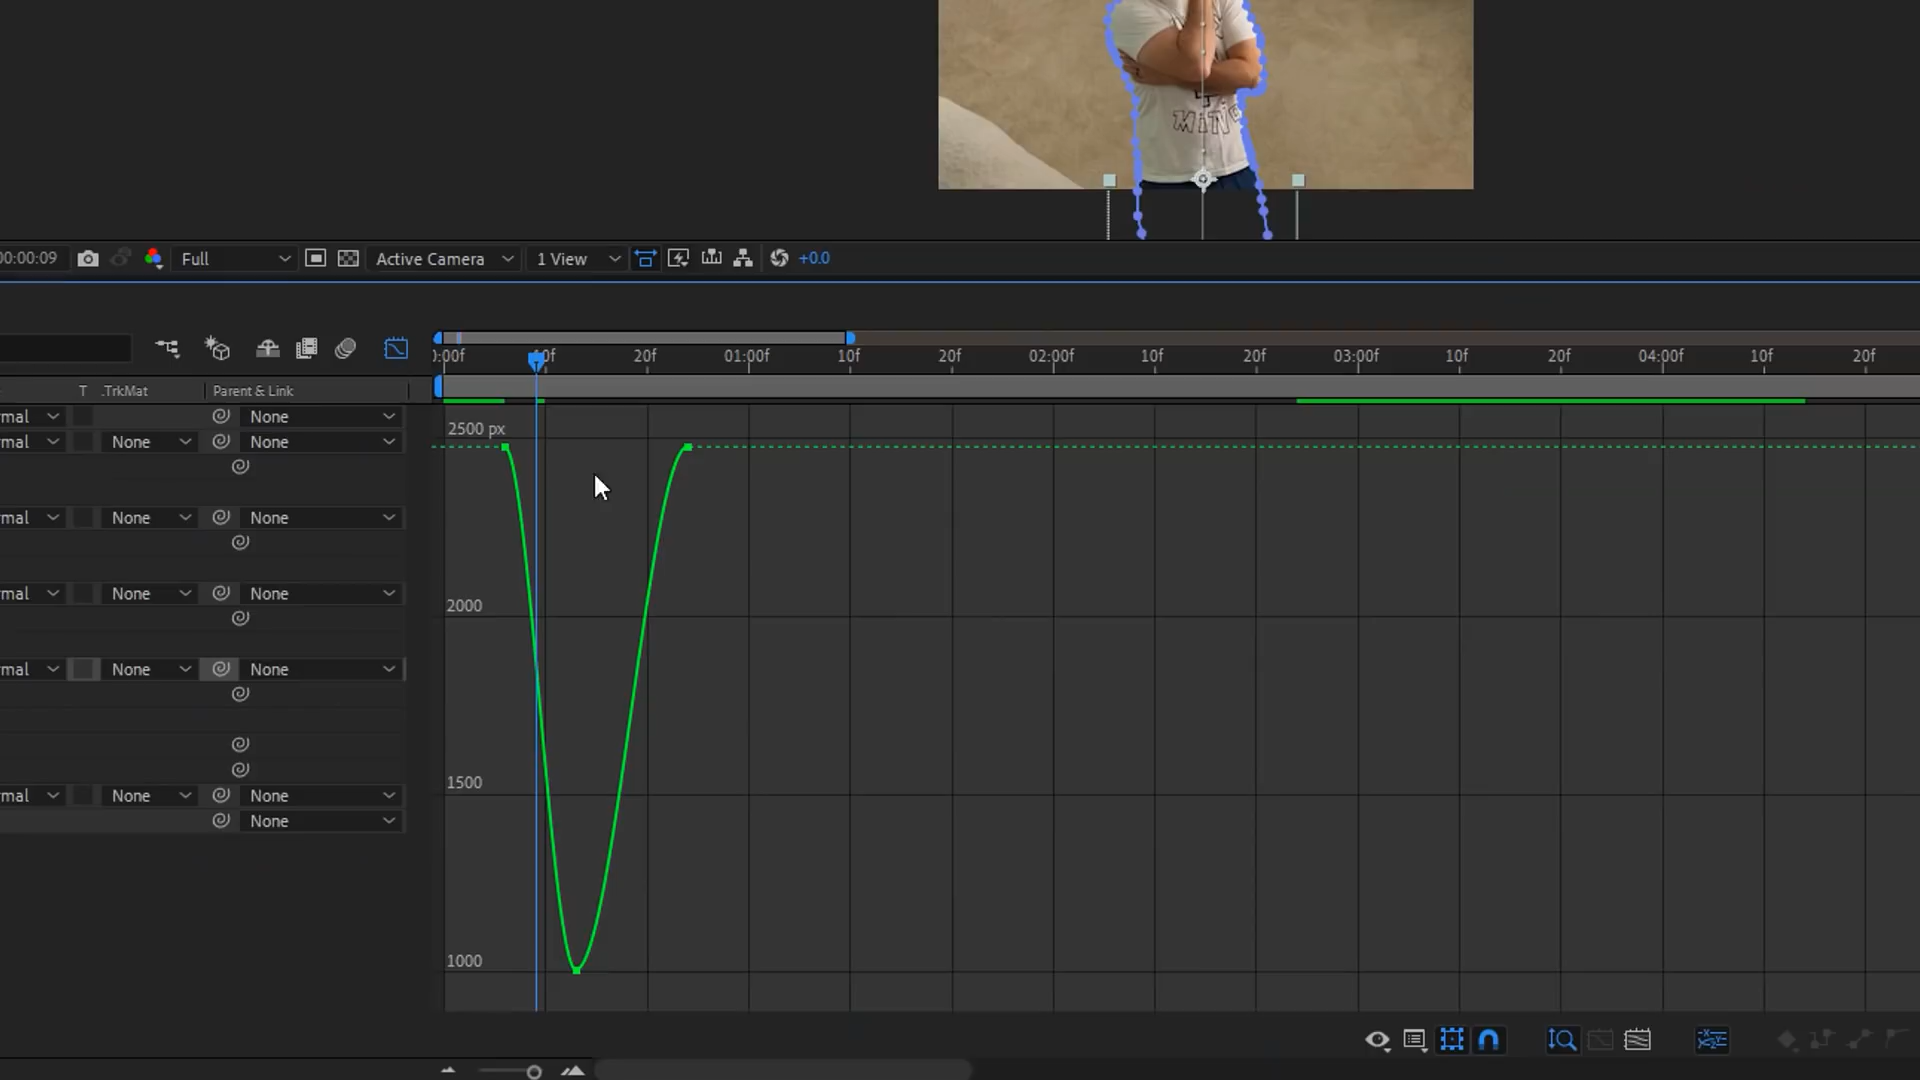 MiNC
00:00:09 Full Active Camera 1 View +0.0
0:00f 10f 20f 01:00f 10f 20f 02:00f 10f 20f 03:00f 10f 20f 04:00f 10f 20f
T .TrkMat Parent & Link
mal None
mal None None
2500 px
mal None None
mal None None
2000
mal None None
1500
mal None None
None
1000